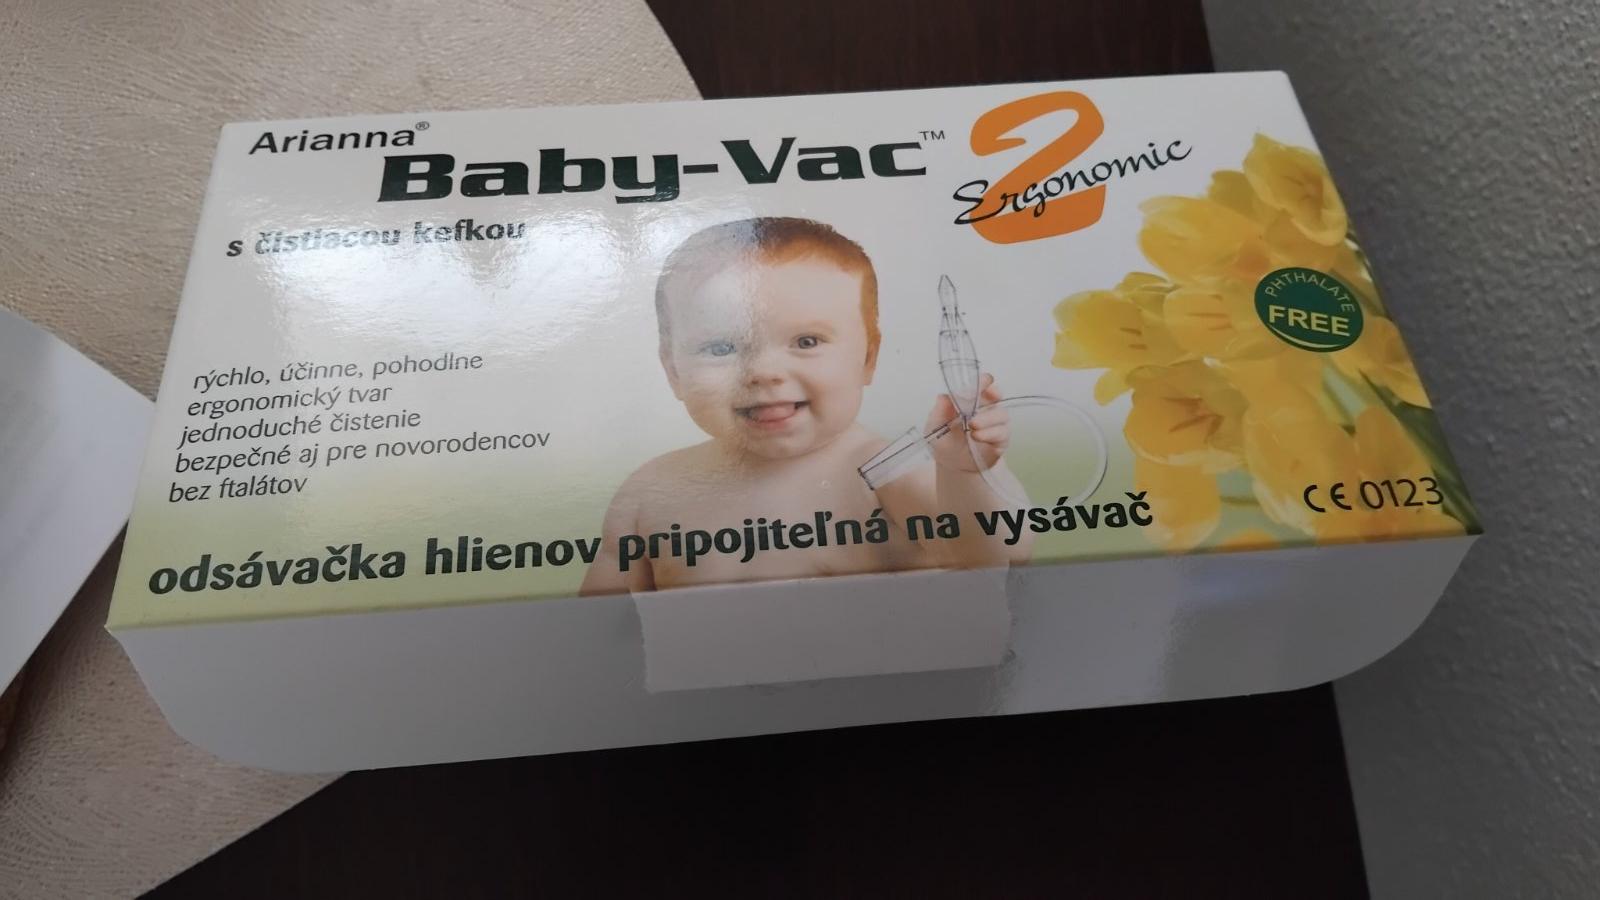 Arianna®
Baby-Vac™ 2
Ergonomic
s čistiacou kefkou
PHTHALATE
FREE
rýchlo, účinne, pohodlne
ergonomický tvar
jednoduché čistenie
bezpečné aj pre novorodencov
bez ftalátov
CE 0123
odsávačka hlienov pripojiteľná na vysávač